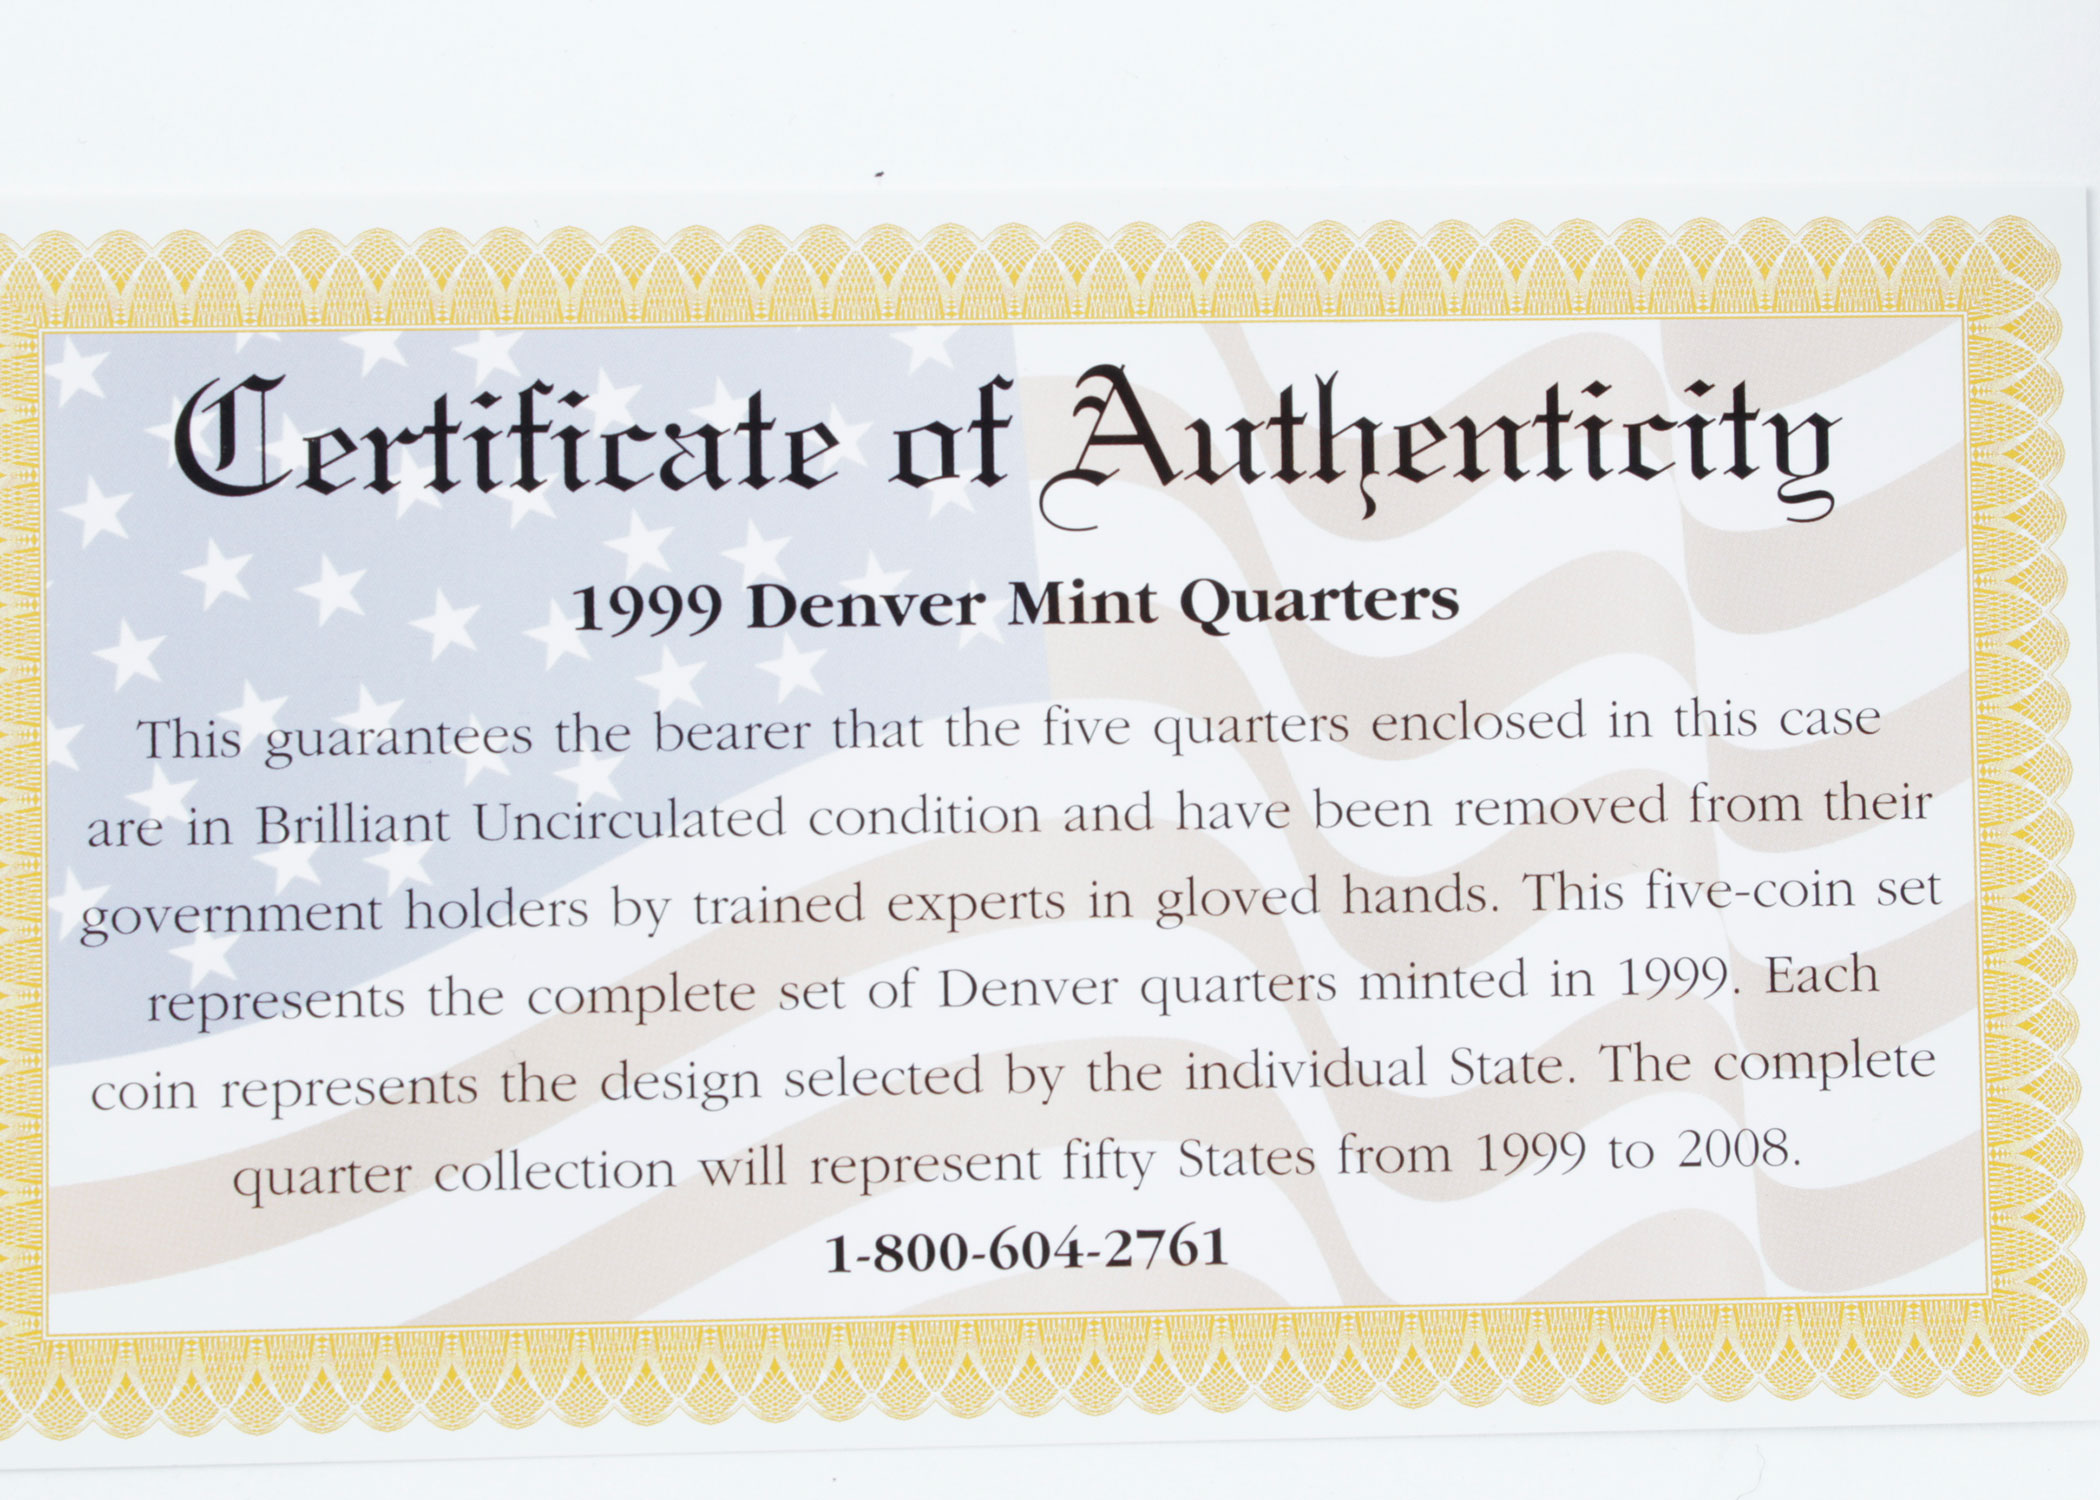 Certificate of Authenticity
1999 Denver Mint Quarters
This guarantees the bearer that the five quarters enclosed in this case
are in Brilliant Uncirculated condition and have been removed from their
government holders by trained experts in gloved hands. This five-coin set
represents the complete set of Denver quarters minted in 1999. Each
coin represents the design selected by the individual State. The complete
quarter collection will represent fifty States from 1999 to 2008.
1-800-604-2761